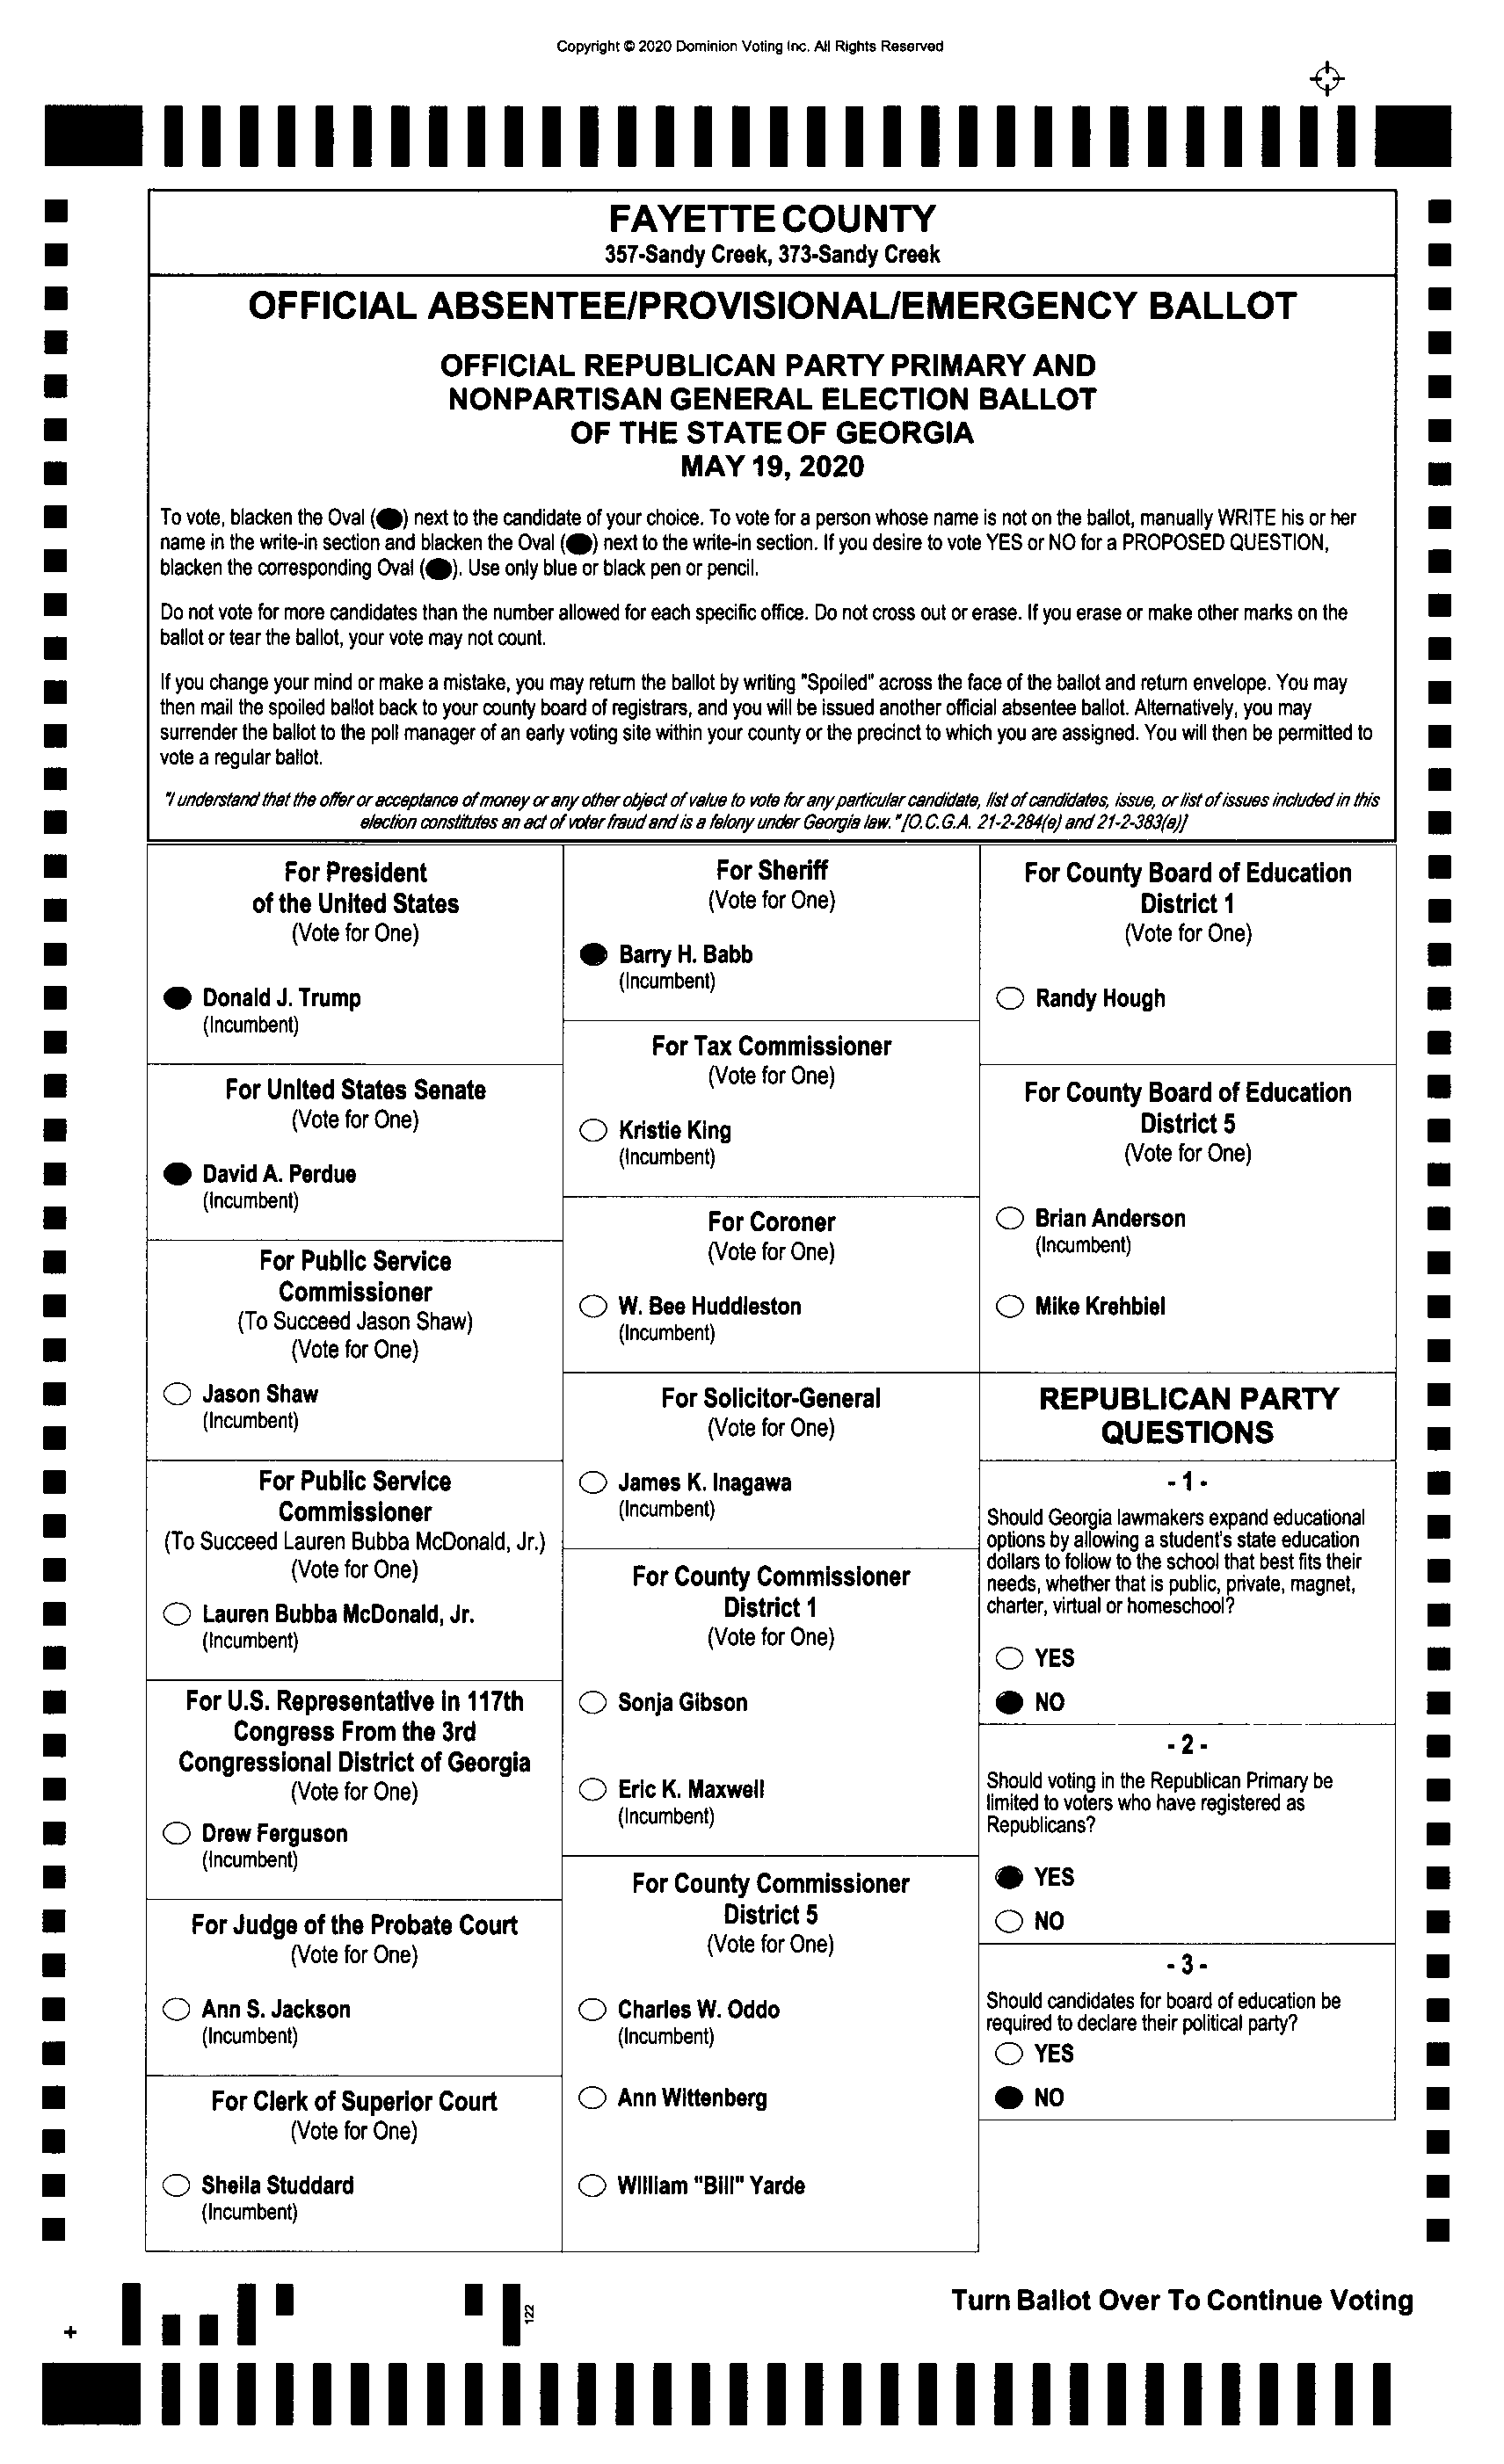 Copyright © 2020 Dominion Voting Inc. All Rights Reserved
FAYETTE COUNTY
357-Sandy Creek, 373-Sandy Creek
OFFICIAL ABSENTEE/PROVISIONAL/EMERGENCY BALLOT
OFFICIAL REPUBLICAN PARTY PRIMARY AND
NONPARTISAN GENERAL ELECTION BALLOT
OF THE STATE OF GEORGIA
MAY 19, 2020
To vote, blacken the Oval (●) next to the candidate of your choice. To vote for a person whose name is not on the ballot, manually WRITE his or her
name in the write-in section and blacken the Oval (●) next to the write-in section. If you desire to vote YES or NO for a PROPOSED QUESTION,
blacken the corresponding Oval (●). Use only blue or black pen or pencil.
Do not vote for more candidates than the number allowed for each specific office. Do not cross out or erase. If you erase or make other marks on the
ballot or tear the ballot, your vote may not count.
If you change your mind or make a mistake, you may return the ballot by writing "Spoiled" across the face of the ballot and return envelope. You may
then mail the spoiled ballot back to your county board of registrars, and you will be issued another official absentee ballot. Alternatively, you may
surrender the ballot to the poll manager of an early voting site within your county or the precinct to which you are assigned. You will then be permitted to
vote a regular ballot.
"I understand that the offer or acceptance of money or any other object of value to vote for any particular candidate, list of candidates, issue, or list of issues included in this
election constitutes an act of voter fraud and is a felony under Georgia law." [O.C.G.A. 21-2-284(e) and 21-2-383(a)]
For President
of the United States
(Vote for One)
Donald J. Trump
(Incumbent)
For United States Senate
(Vote for One)
David A. Perdue
(Incumbent)
For Public Service
Commissioner
(To Succeed Jason Shaw)
(Vote for One)
Jason Shaw
(Incumbent)
For Public Service
Commissioner
(To Succeed Lauren Bubba McDonald, Jr.)
(Vote for One)
Lauren Bubba McDonald, Jr.
(Incumbent)
For U.S. Representative in 117th
Congress From the 3rd
Congressional District of Georgia
(Vote for One)
Drew Ferguson
(Incumbent)
For Judge of the Probate Court
(Vote for One)
Ann S. Jackson
(Incumbent)
For Clerk of Superior Court
(Vote for One)
Sheila Studdard
(Incumbent)
For Sheriff
(Vote for One)
Barry H. Babb
(Incumbent)
For Tax Commissioner
(Vote for One)
Kristie King
(Incumbent)
For Coroner
(Vote for One)
W. Bee Huddleston
(Incumbent)
For Solicitor-General
(Vote for One)
James K. Inagawa
(Incumbent)
For County Commissioner
District 1
(Vote for One)
Sonja Gibson
Eric K. Maxwell
(Incumbent)
For County Commissioner
District 5
(Vote for One)
Charles W. Oddo
(Incumbent)
Ann Wittenberg
William "Bill" Yarde
For County Board of Education
District 1
(Vote for One)
Randy Hough
For County Board of Education
District 5
(Vote for One)
Brian Anderson
(Incumbent)
Mike Krehbiel
REPUBLICAN PARTY
QUESTIONS
- 1 -
Should Georgia lawmakers expand educational
options by allowing a student's state education
dollars to follow to the school that best fits their
needs, whether that is public, private, magnet,
charter, virtual or homeschool?
YES
NO
- 2 -
Should voting in the Republican Primary be
limited to voters who have registered as
Republicans?
YES
NO
- 3 -
Should candidates for board of education be
required to declare their political party?
YES
NO
122
Turn Ballot Over To Continue Voting
+